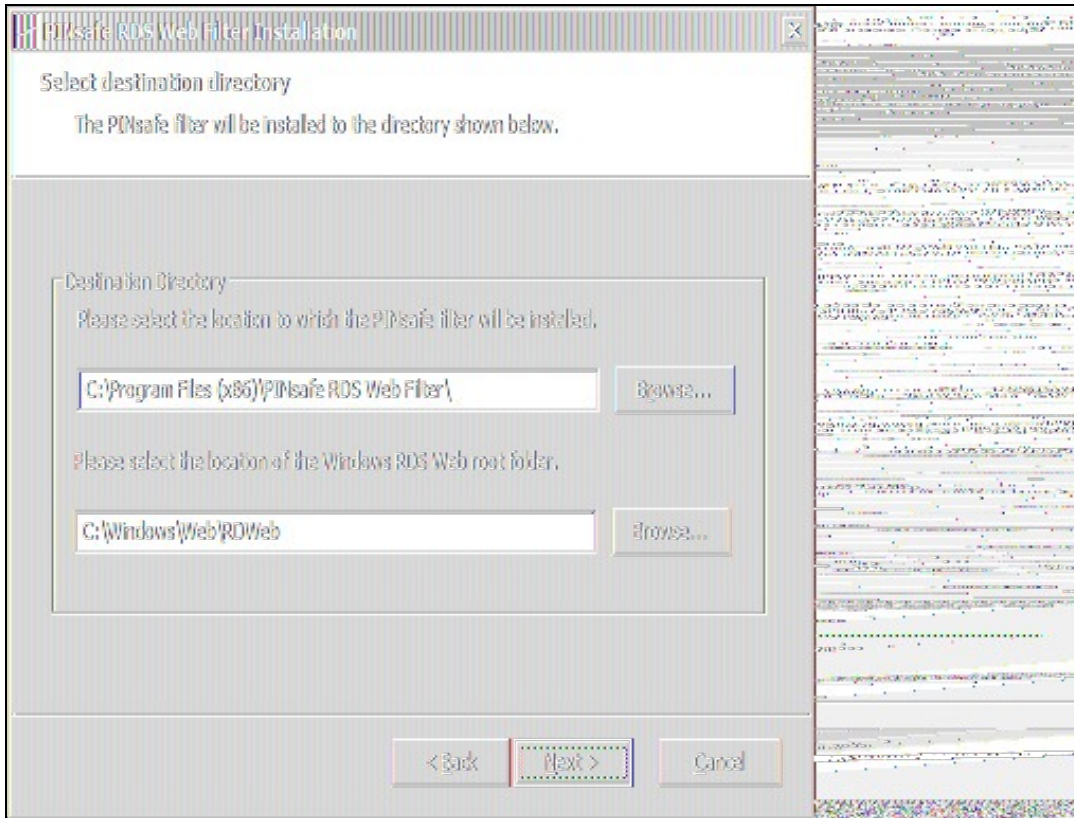 PINsafe RDS Web Filter Installation
Select destination directory
The PINsafe filter will be installed to the directory shown below.
Destination Directory
Please select the location to which the PINsafe filter will be installed.
C:\Program Files (x86)\PINsafe RDS Web Filter\
Browse...
Please select the location of the Windows RDS Web root folder.
C:\Windows\Web\RDWeb
Browse...
< Back
Next >
Cancel